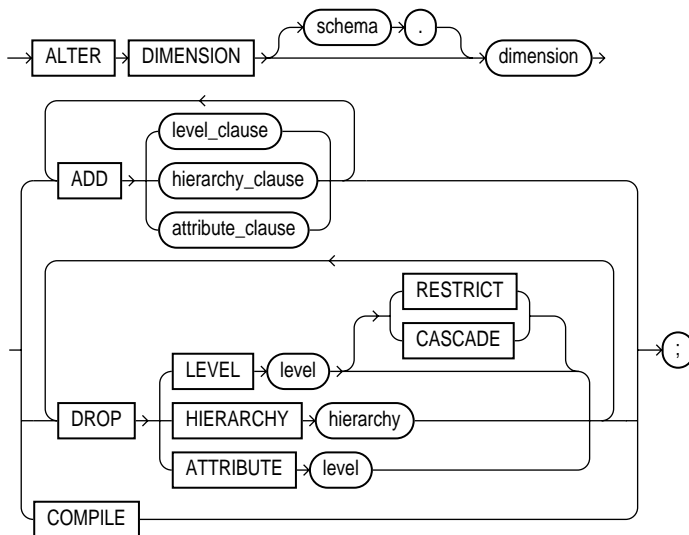 schema .
ALTER DIMENSION dimension
level_clause
ADD hierarchy_clause
attribute_clause
RESTRICT
CASCADE
LEVEL level ;
DROP HIERARCHY hierarchy
ATTRIBUTE level
COMPILE